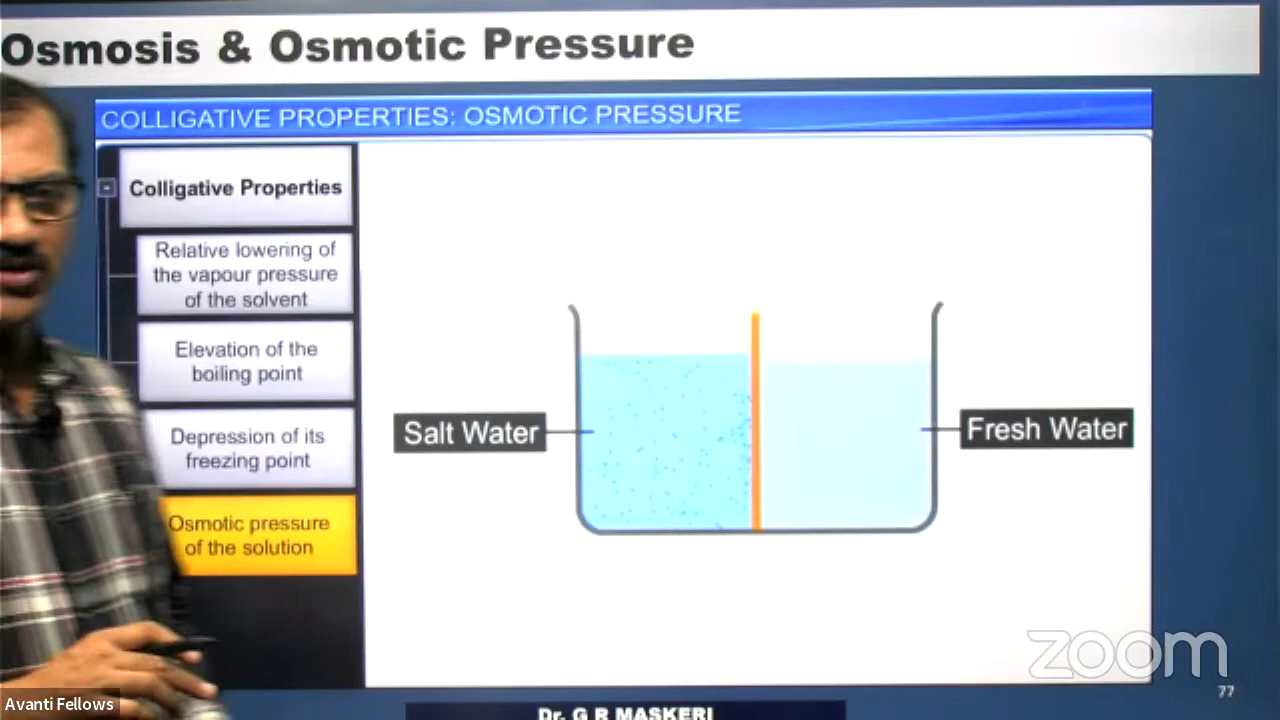 Osmosis & Osmotic Pressure
COLLIGATIVE PROPERTIES: OSMOTIC PRESSURE
Colligative Properties
Relative lowering of
the vapour pressure
of the solvent
Elevation of the
boiling point
Depression of its
freezing point
Osmotic pressure
of the solution
Salt Water
Fresh Water
zoom
77
Avanti Fellows
Dr. G R MASKERI